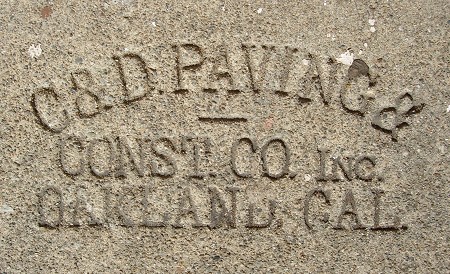 C & D. PAVING &
CONST. CO. INC.
OAKLAND, CAL.